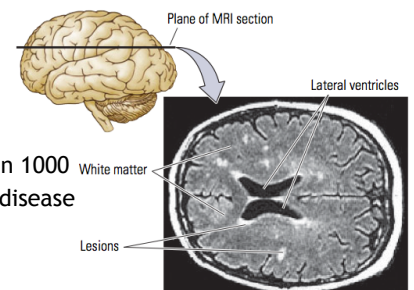 Plane of MRI section
Lateral ventricles
n 1000
White matter
disease
Lesions